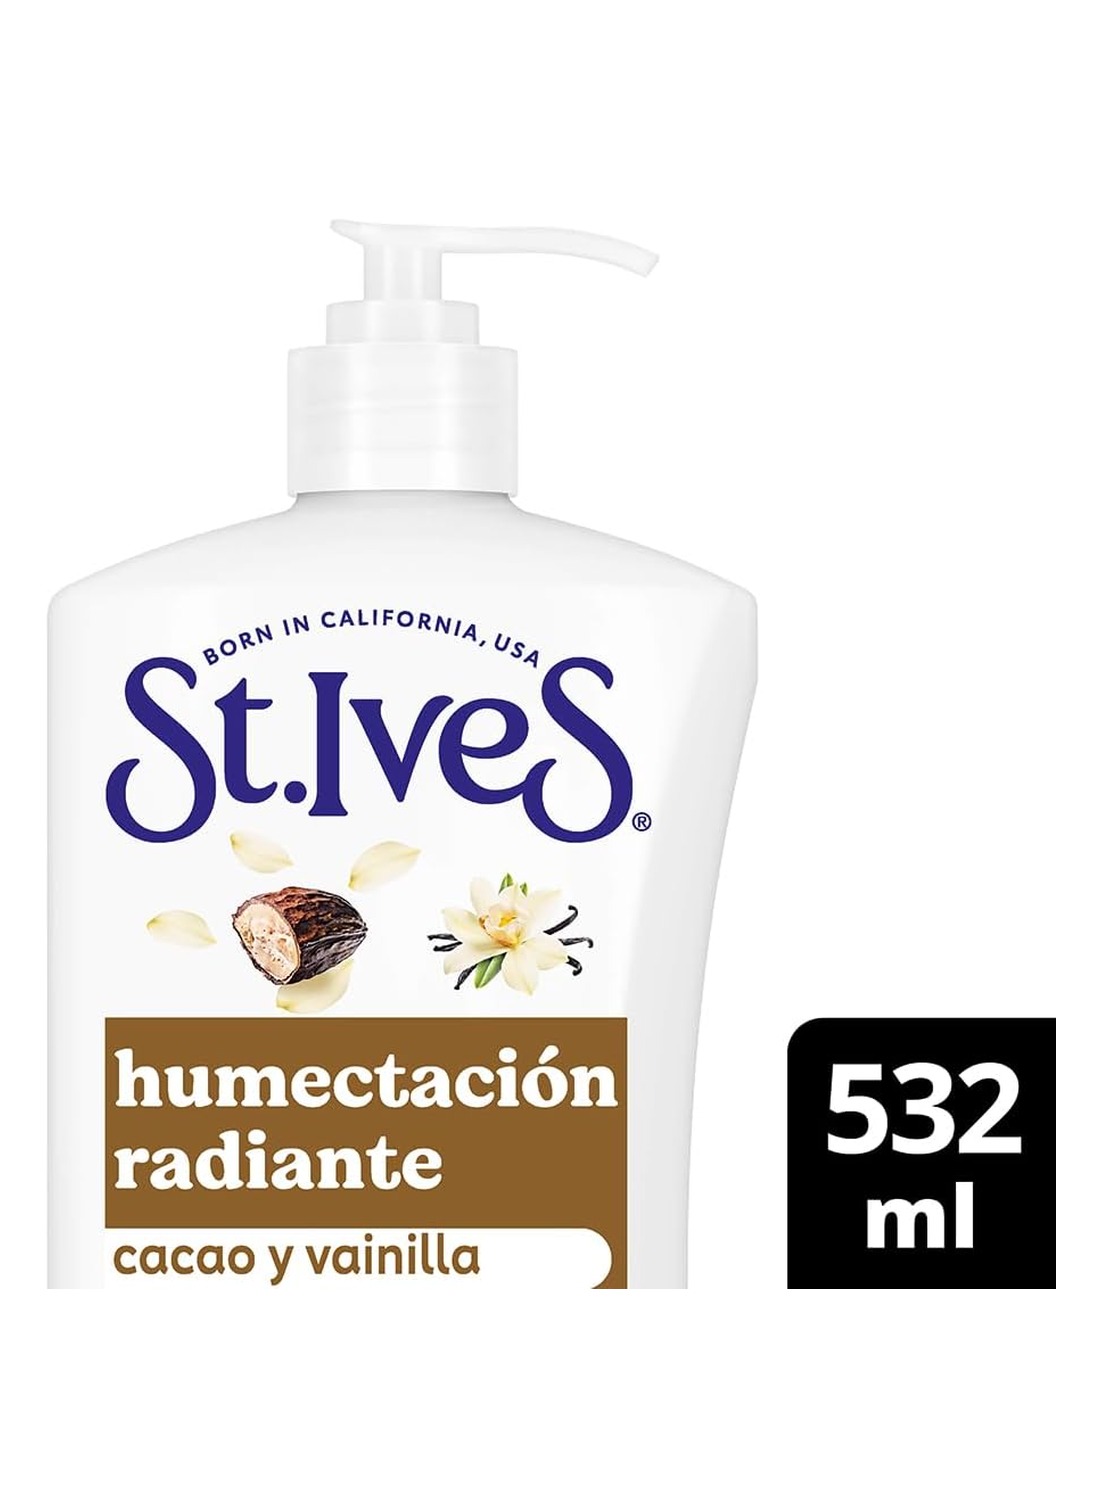 BORN IN CALIFORNIA, USA
St.Ives®
humectación
radiante
cacao y vainilla
532
ml